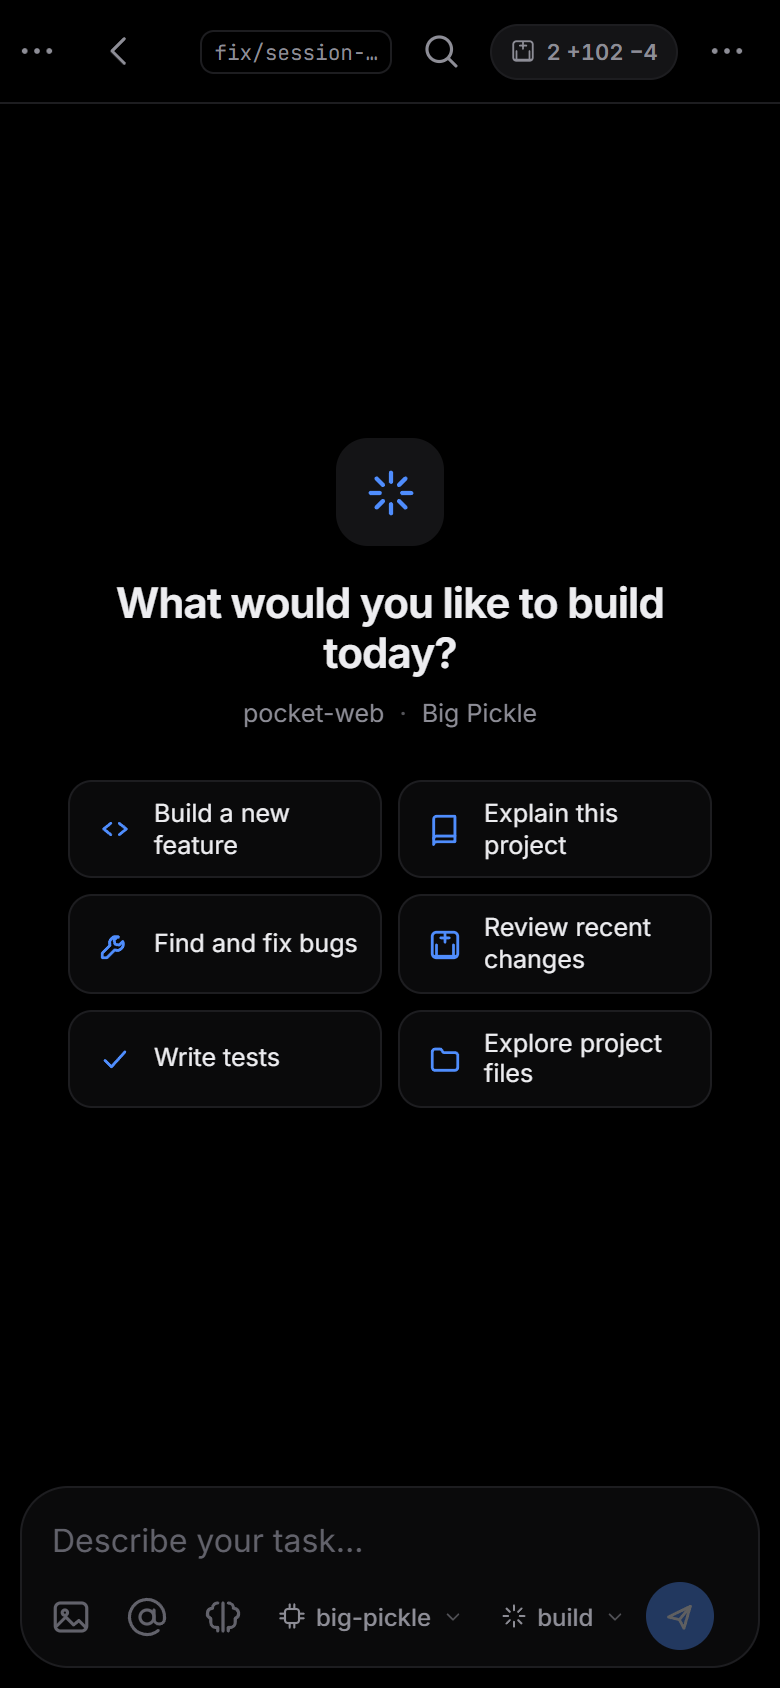 fix/session-…
2 +102 −4
What would you like to build
today?
pocket-web · Big Pickle
Build a new
feature
Explain this
project
Find and fix bugs
Review recent
changes
Write tests
Explore project
files
Describe your task...
big-pickle
build